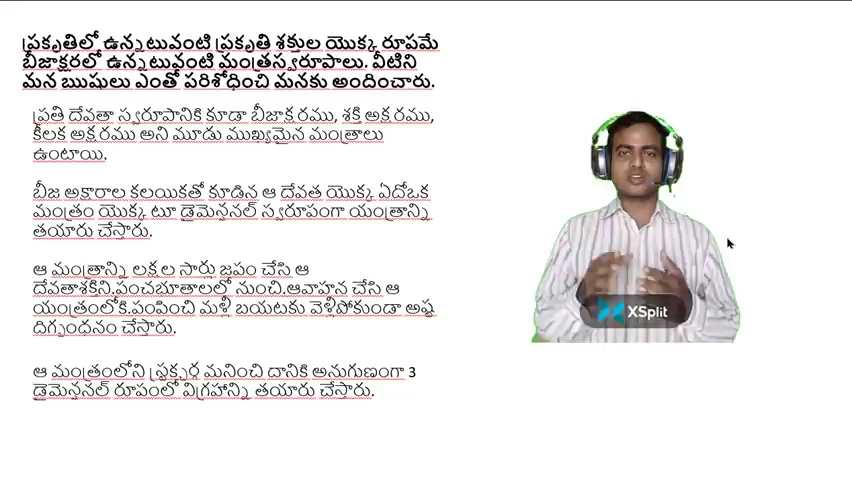 ప్రకృతిలో ఉన్నటువంటి ప్రకృతి శక్తుల యొక్క రూపమే
బీజాక్షరలో ఉన్నటువంటి మంత్రస్వరూపాలు. వీటిని
మన ఋషులు ఎంతో పరిశోధించి మనకు అందించారు.
ప్రతి దేవతా స్వరూపానికి కూడా బీజాక్షరము, శక్తి అక్షరము,
కీలక అక్షరము అని మూడు ముఖ్యమైన మంత్రాలు
ఉంటాయి.
బీజ అకారాల కలయికతో కూడిన ఆ దేవత యొక్క ఏదోఒక
మంత్రం యొక్క టూ డైమెన్షనల్ స్వరూపంగా యంత్రాన్ని
తయారు చేస్తారు.
ఆ మంత్రాన్ని లక్షల సార్లు జపం చేసి ఆ
దేవతాశక్తిని.పంచభూతాలలో నుంచి.ఆవాహన చేసి ఆ
యంత్రంలోకి.పంపించి మళ్లీ బయటకు వెళ్లిపోకుండా అష్ట
దిగ్బంధనం చేస్తారు.
ఆ మంత్రంలోని స్ట్రక్చర్ని గమనించి దానికి అనుగుణంగా 3
డైమెన్షనల్ రూపంలో విగ్రహాన్ని తయారు చేస్తారు.
XSplit